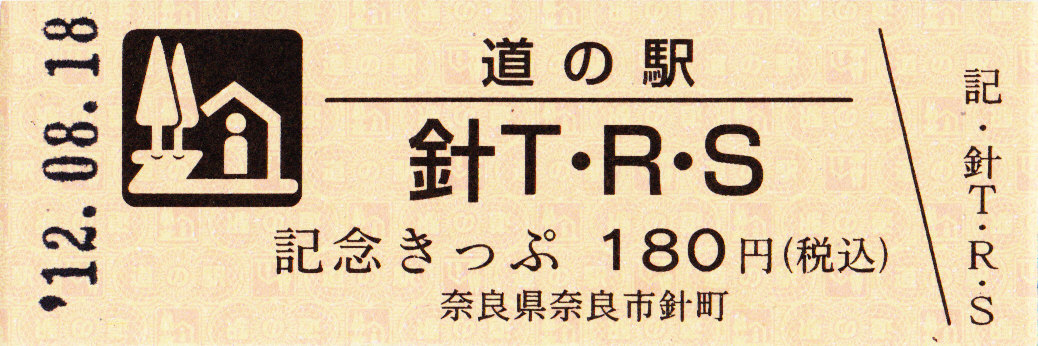 '12.08.18
道の駅
針T・R・S
記念きっぷ 180円(税込)
奈良県奈良市針町
記・針T・R・S